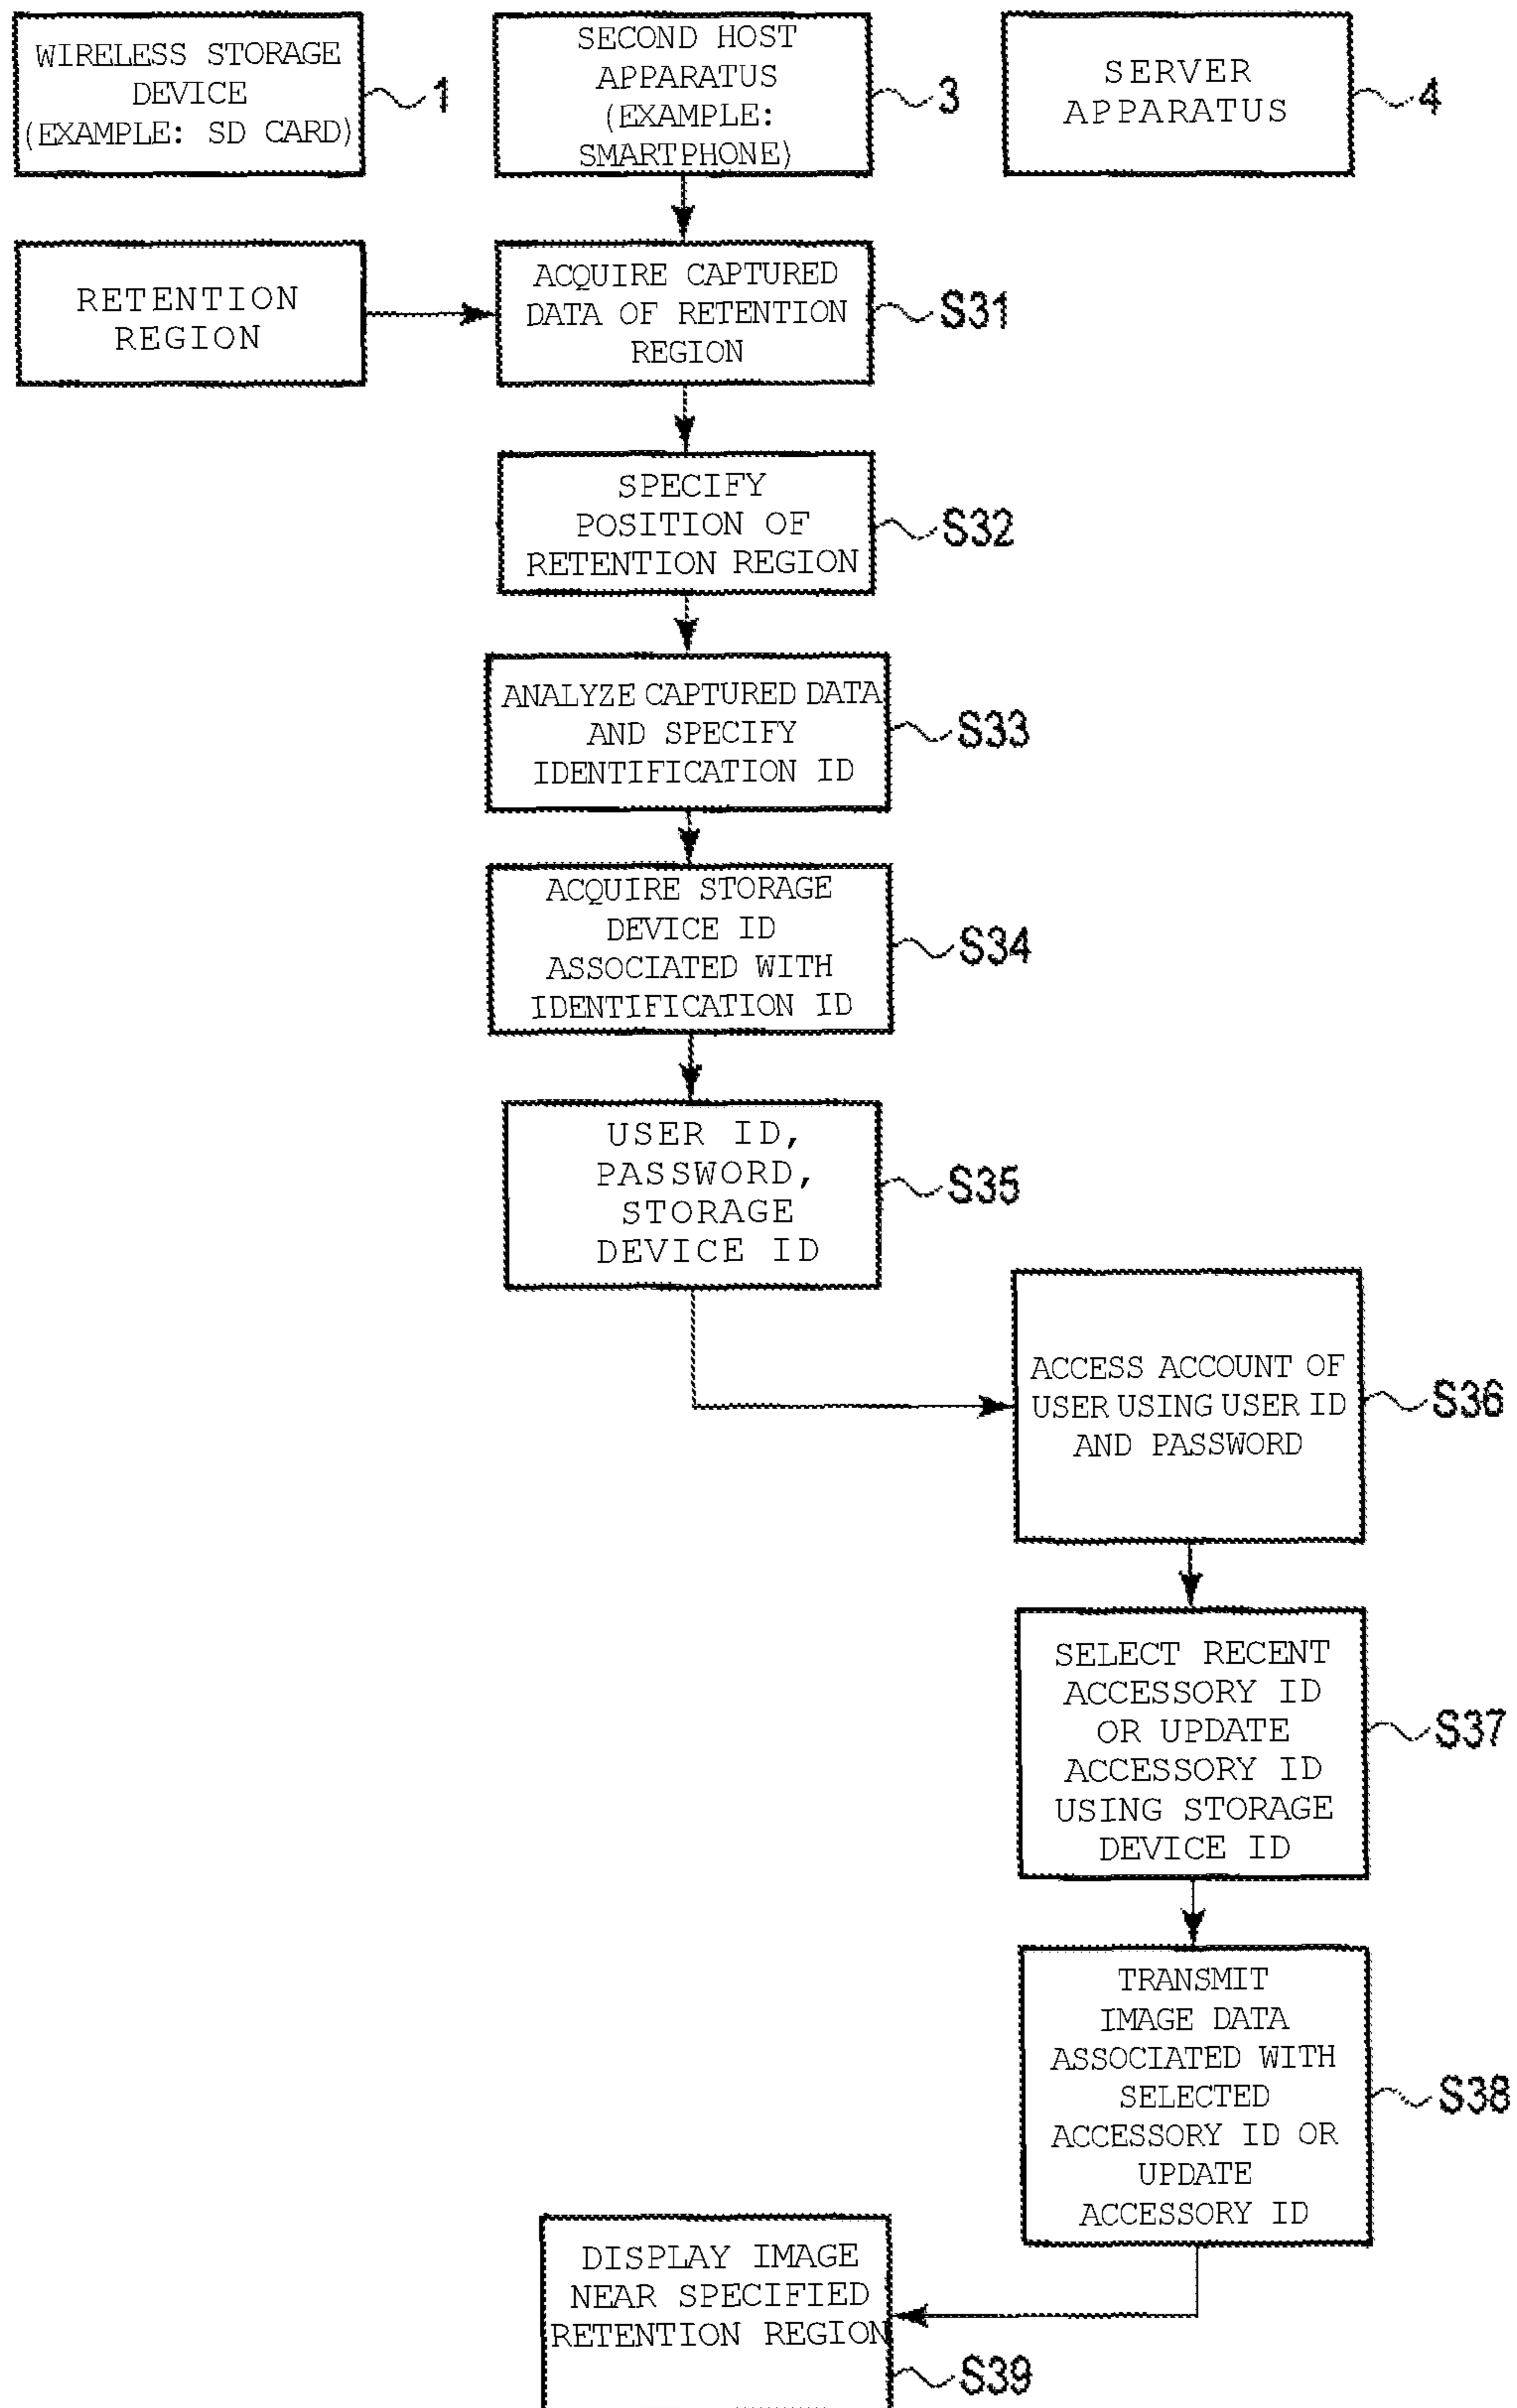 WIRELESS STORAGE
DEVICE
(EXAMPLE: SD CARD)
1
SECOND HOST
APPARATUS
(EXAMPLE:
SMARTPHONE)
3
SERVER
APPARATUS
4
RETENTION
REGION
ACQUIRE CAPTURED
DATA OF RETENTION
REGION
S31
SPECIFY
POSITION OF
RETENTION REGION
S32
ANALYZE CAPTURED DATA
AND SPECIFY
IDENTIFICATION ID
S33
ACQUIRE STORAGE
DEVICE ID
ASSOCIATED WITH
IDENTIFICATION ID
S34
USER ID,
PASSWORD,
STORAGE
DEVICE ID
S35
ACCESS ACCOUNT OF
USER USING USER ID
AND PASSWORD
S36
SELECT RECENT
ACCESSORY ID
OR UPDATE
ACCESSORY ID
USING STORAGE
DEVICE ID
S37
TRANSMIT
IMAGE DATA
ASSOCIATED WITH
SELECTED
ACCESSORY ID OR
UPDATE
ACCESSORY ID
S38
DISPLAY IMAGE
NEAR SPECIFIED
RETENTION REGION
S39